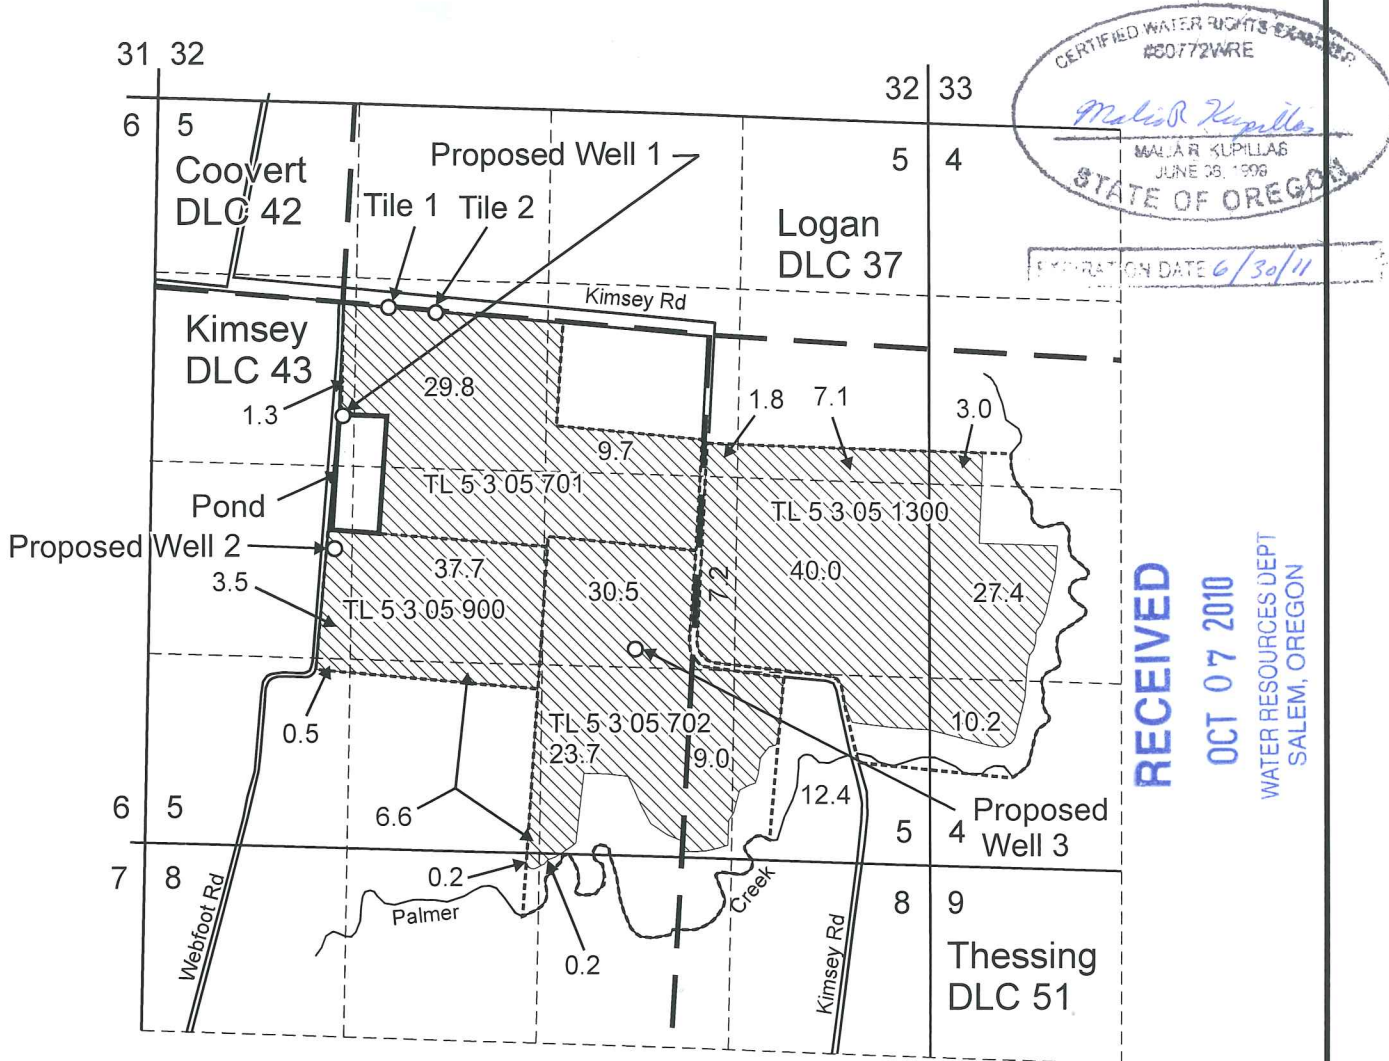 31 32
32 33
CERTIFIED WATER RIGHTS EXAMINER
#60772WRE
Malia R Kupillas
MALIA R. KUPILLAS
STATE OF OREGON
EXPIRATION DATE 6/30/11
6 5
5 4
Coovert
DLC 42
Proposed Well 1
Tile 1
Tile 2
Logan
DLC 37
Kimsey Rd
Kimsey
DLC 43
1.3
29.8
1.8
7.1
3.0
9.7
TL 5 3 05 701
TL 5 3 05 1300
Pond
Proposed Well 2
3.5
37.7
30.5
7.2
40.0
27.4
TL 5 3 05 900
0.5
TL 5 3 05 702
23.7
9.0
10.2
12.4
6.6
Proposed
Well 3
6 5
5 4
7 8
8 9
0.2
0.2
Palmer
Creek
Webfoot Rd
Kimsey Rd
Thessing
DLC 51
RECEIVED
OCT 07 2010
WATER RESOURCES DEPT
SALEM, OREGON